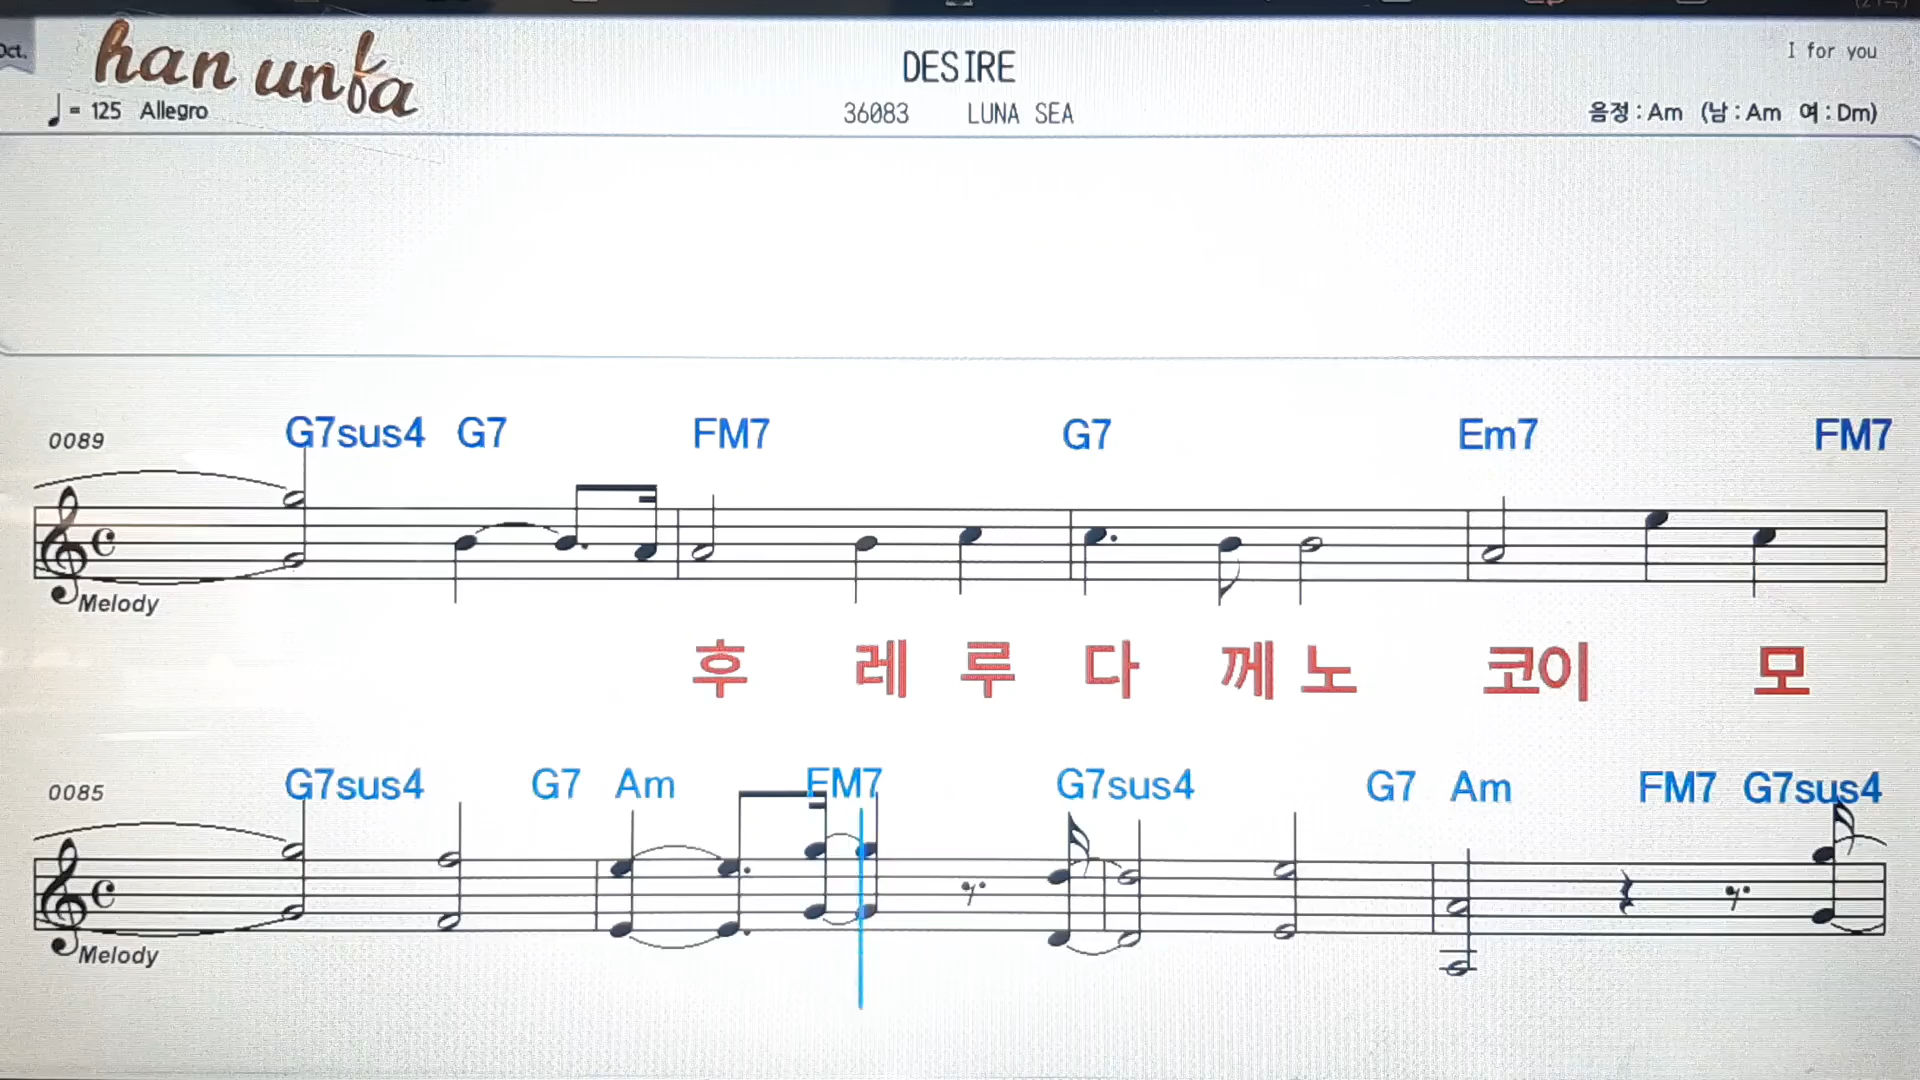 Oct.
han unfa
DESIRE
I for you
= 125 Allegro
36083 LUNA SEA
음정 : Am (남 : Am 여 : Dm)
0089 G7sus4 G7 FM7 G7 Em7 FM7
Melody
후 레 루 다 께 노 코이 모
0085 G7sus4 G7 Am FM7 G7sus4 G7 Am FM7 G7sus4
Melody